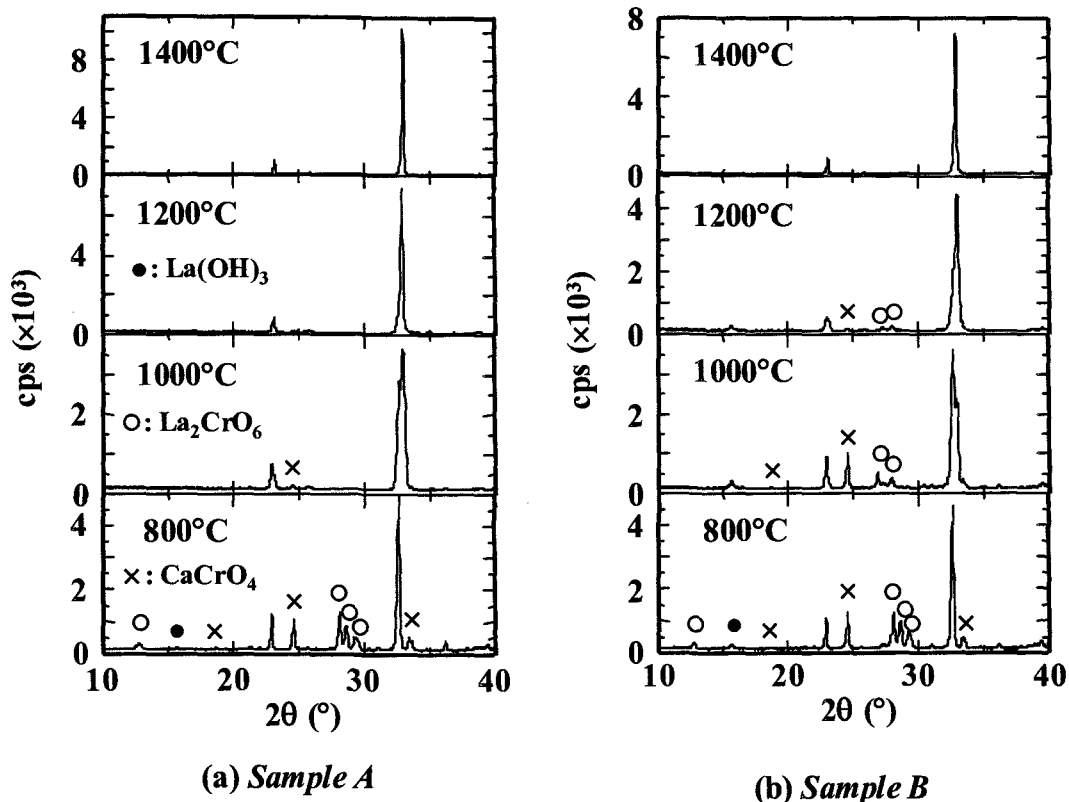 cps (×10³)
8
4
0
1400°C
4
0
1200°C
●: La(OH)₃
2
0
1000°C
○: La₂CrO₆
×
4
2
0
800°C
×: CaCrO₄
○ ● × × ○ ○ ○ ×
10 20 30 40
2θ (°)
(a) Sample A
cps (×10³)
8
4
0
1400°C
4
2
0
1200°C
× ○ ○
2
0
1000°C
× × ○ ○
4
2
0
800°C
○ ● × × ○ ○ ○ ×
10 20 30 40
2θ (°)
(b) Sample B